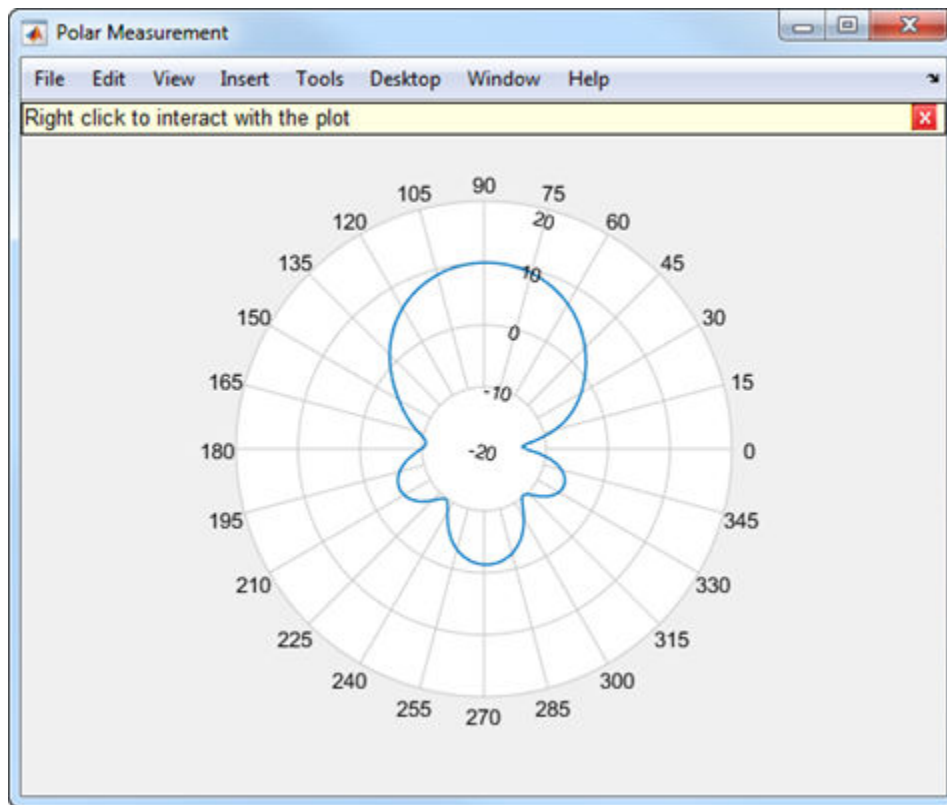 Polar Measurement
File Edit View Insert Tools Desktop Window Help
Right click to interact with the plot
90
105 75
120 20 60
135 10 45
150 0 30
165 -10 15
180 -20 0
195 345
210 330
225 315
240 300
255 285
270